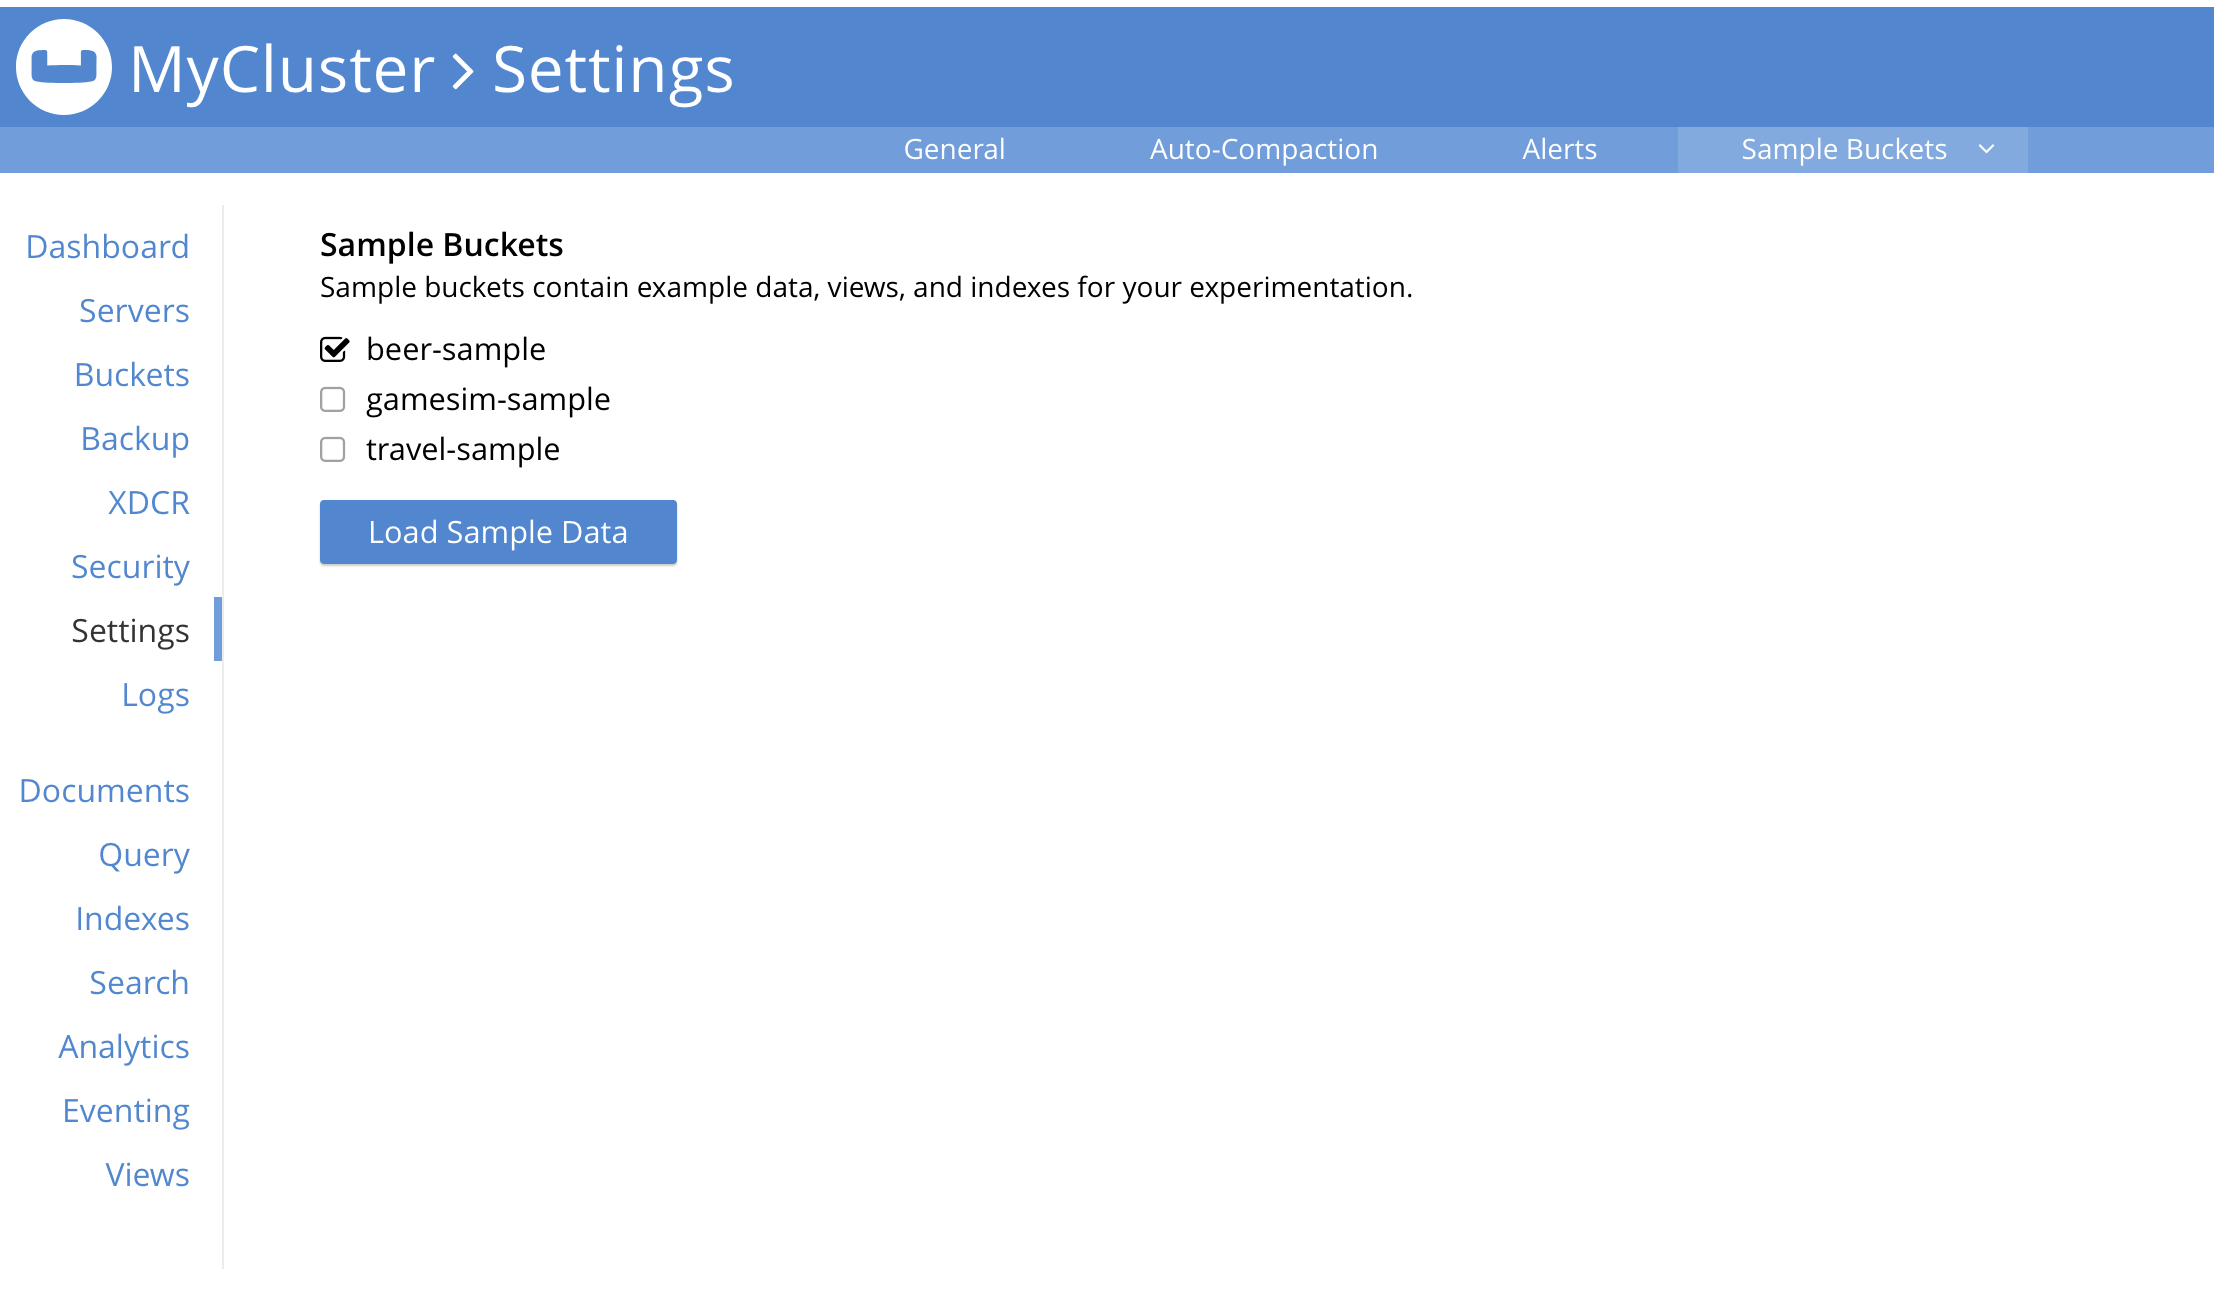 MyCluster > Settings
General Auto-Compaction Alerts Sample Buckets
Dashboard
Servers
Buckets
Backup
XDCR
Security
Settings
Logs
Documents
Query
Indexes
Search
Analytics
Eventing
Views
Sample Buckets
Sample buckets contain example data, views, and indexes for your experimentation.
beer-sample
gamesim-sample
travel-sample
Load Sample Data